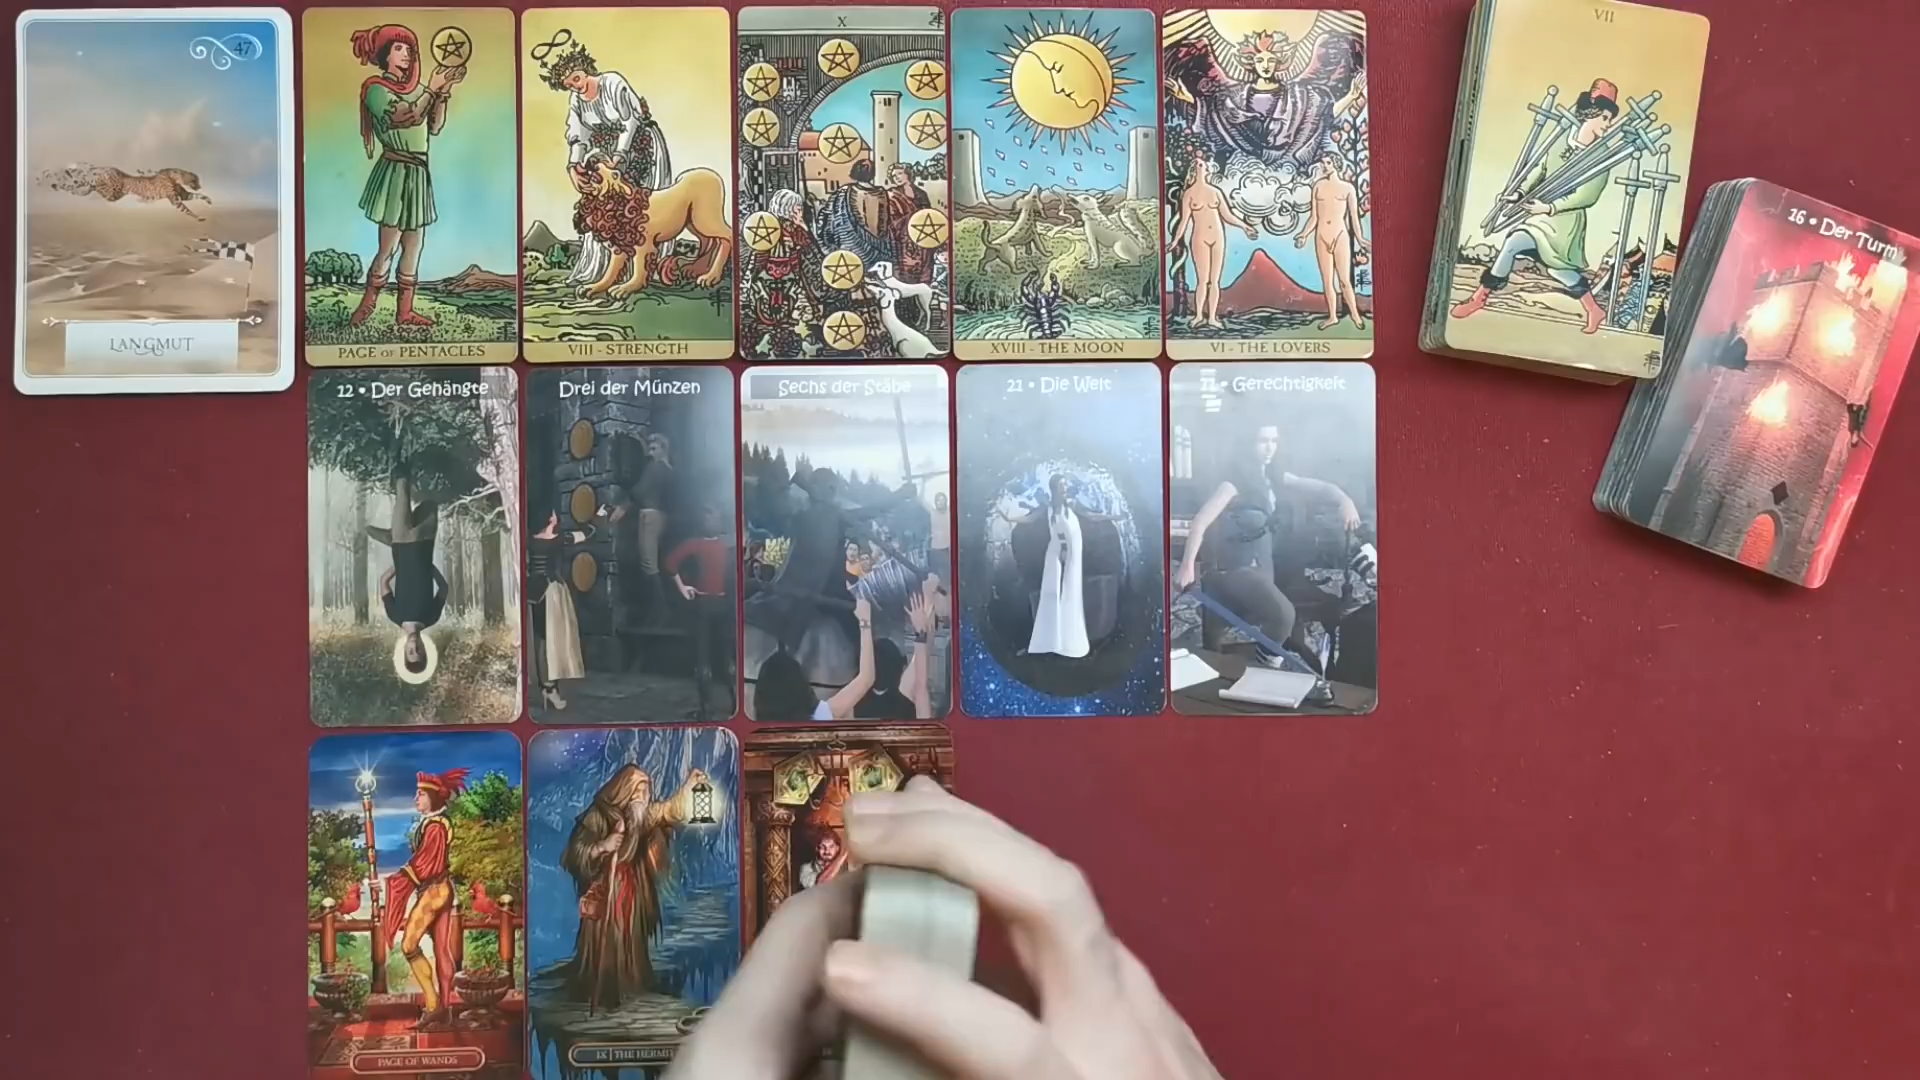 47
LANGMUT
PAGE OF PENTACLES
VIII - STRENGTH
X
XVIII - THE MOON
VI - THE LOVERS
VII
16 • Der Turm
12 • Der Gehängte
Drei der Münzen
Sechs der Stäbe
21 • Die Welt
11 • Gerechtigkeit
PAGE OF WANDS
IX | THE HERMIT